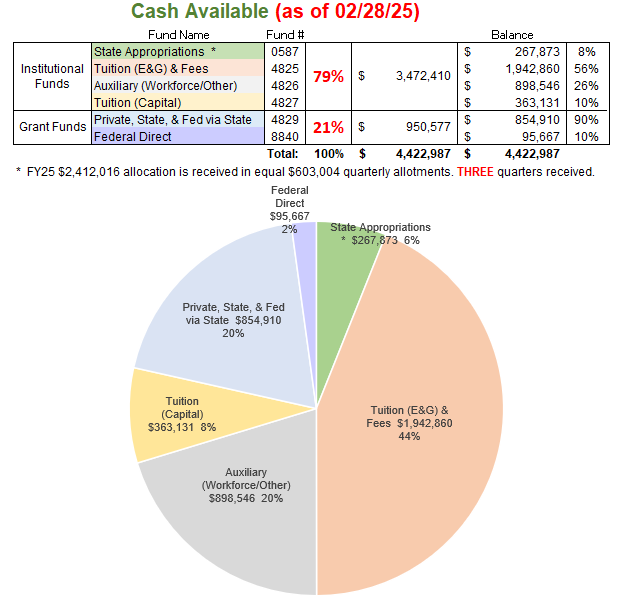 Cash Available (as of 02/28/25)
Fund Name Fund # Balance
State Appropriations * 0587 $ 267,873 8%
Institutional Funds Tuition (E&G) & Fees 4825 79% $ 3,472,410 $ 1,942,860 56%
Auxiliary (Workforce/Other) 4826 $ 898,546 26%
Tuition (Capital) 4827 $ 363,131 10%
Grant Funds Private, State, & Fed via State 4829 21% $ 950,577 $ 854,910 90%
Federal Direct 8840 $ 95,667 10%
Total: 100% $ 4,422,987 $ 4,422,987
* FY25 $2,412,016 allocation is received in equal $603,004 quarterly allotments. THREE quarters received.
Federal
Direct
$95,667
2%
State Appropriations
* $267,873 6%
Private, State, & Fed
via State $854,910
20%
Tuition
(Capital)
$363,131 8%
Tuition (E&G) &
Fees $1,942,860
44%
Auxiliary
(Workforce/Other)
$898,546 20%